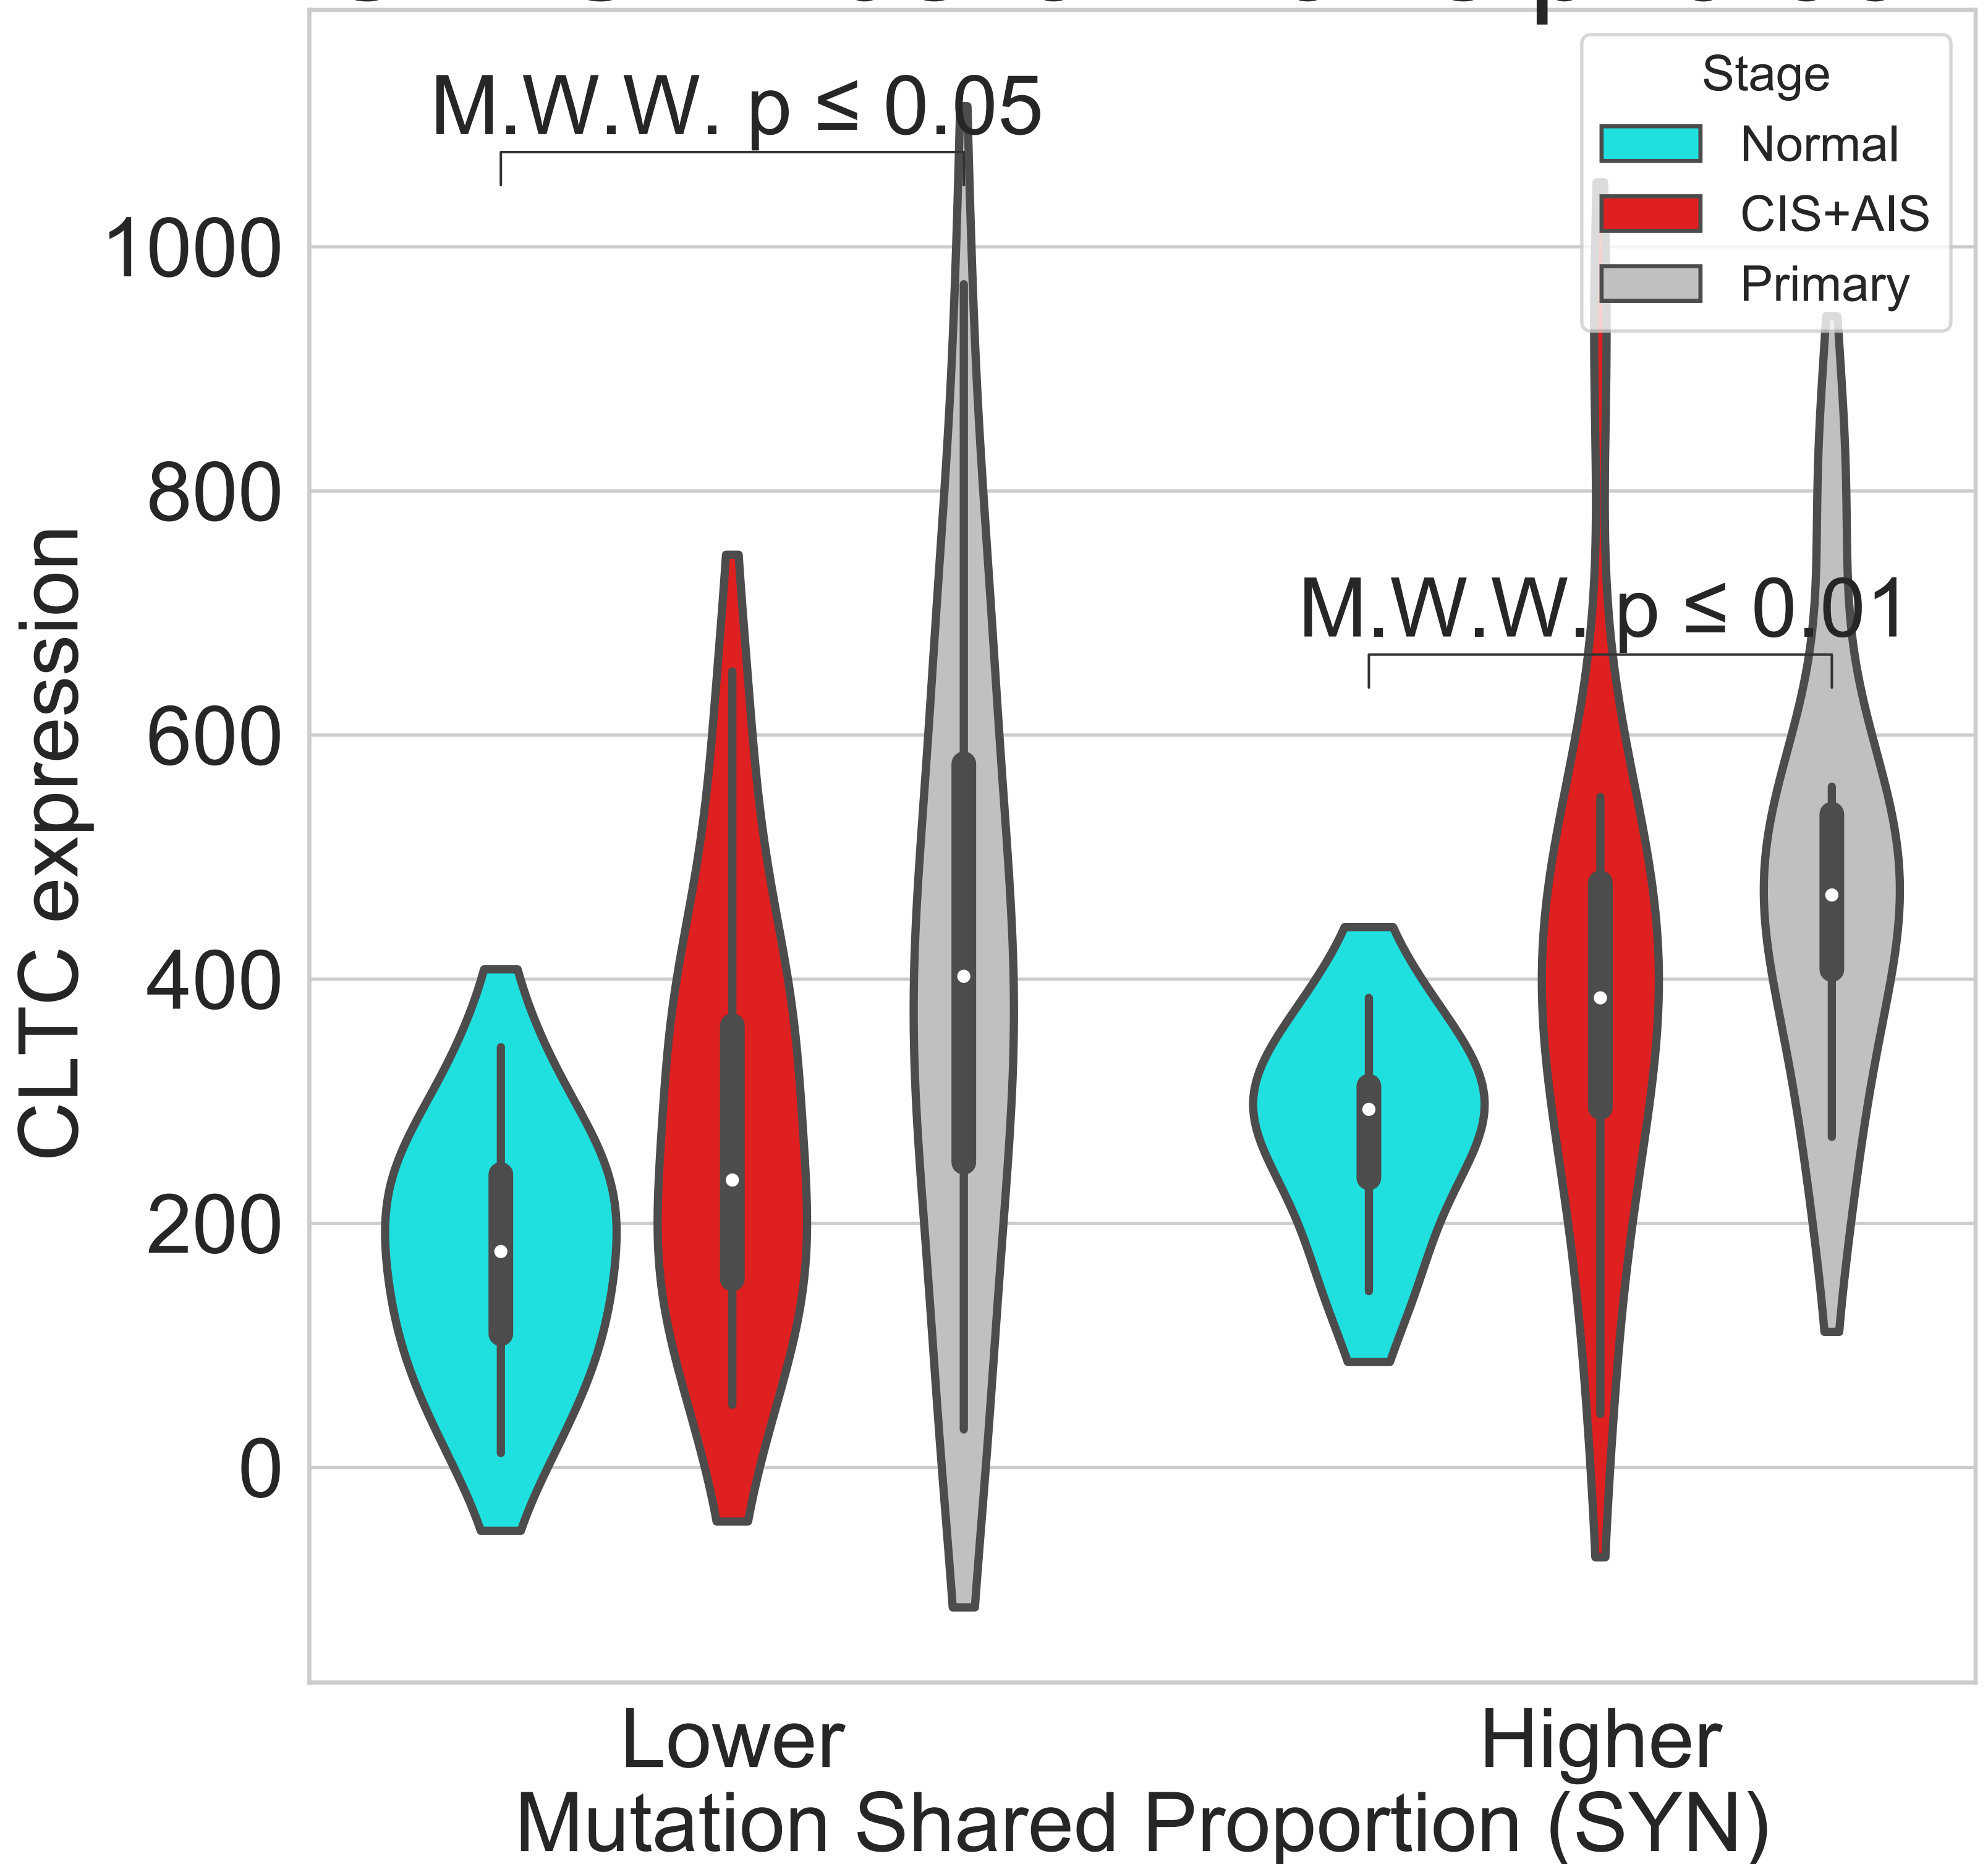 M.W.W. p ≤ 0.05
Stage
Normal
CIS+AIS
Primary
M.W.W. p ≤ 0.01
1000
800
600
400
200
0
CLTC expression
Lower
Higher
Mutation Shared Proportion (SYN)